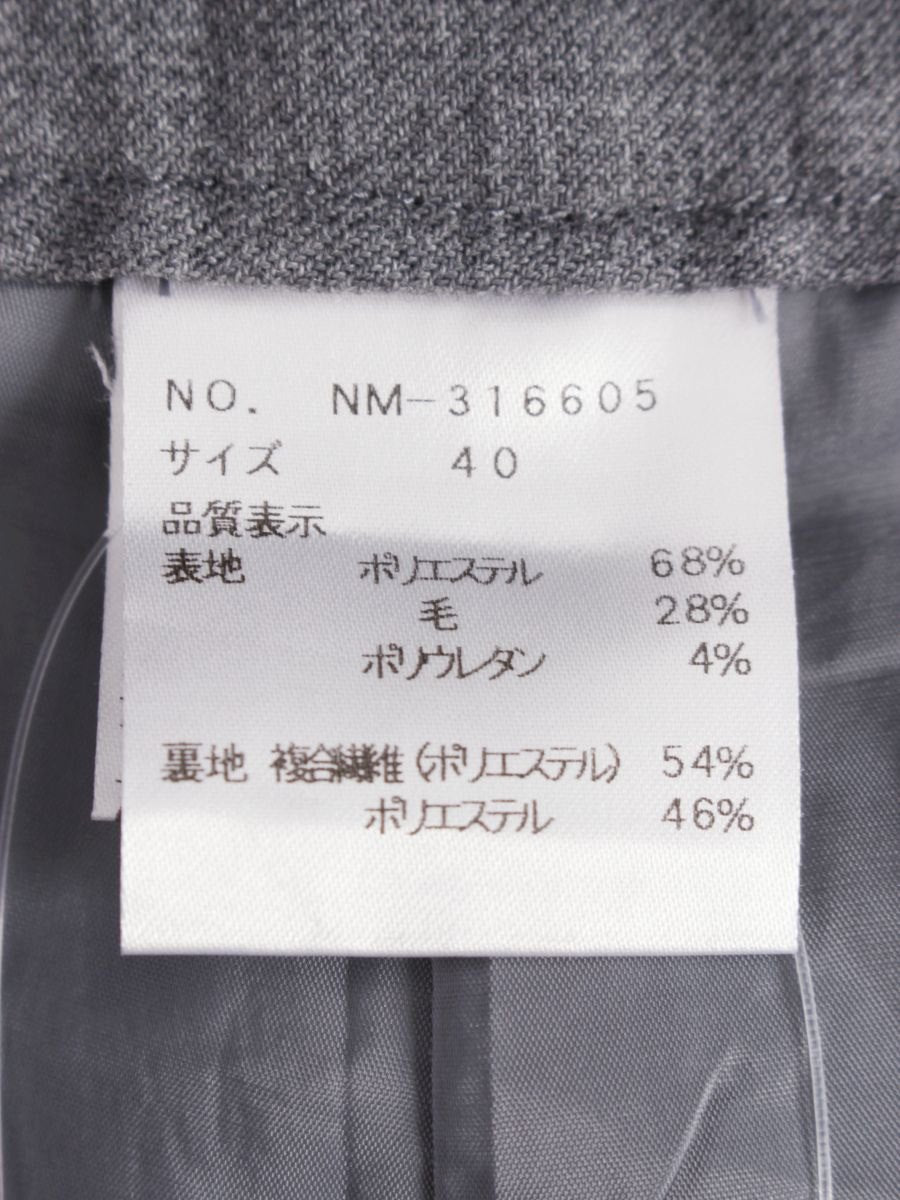 NO. NM-316605
サイズ 40
品質表示
表地 ポリエステル 68%
毛 28%
ポリウレタン 4%
裏地 複合繊維(ポリエステル) 54%
ポリエステル 46%